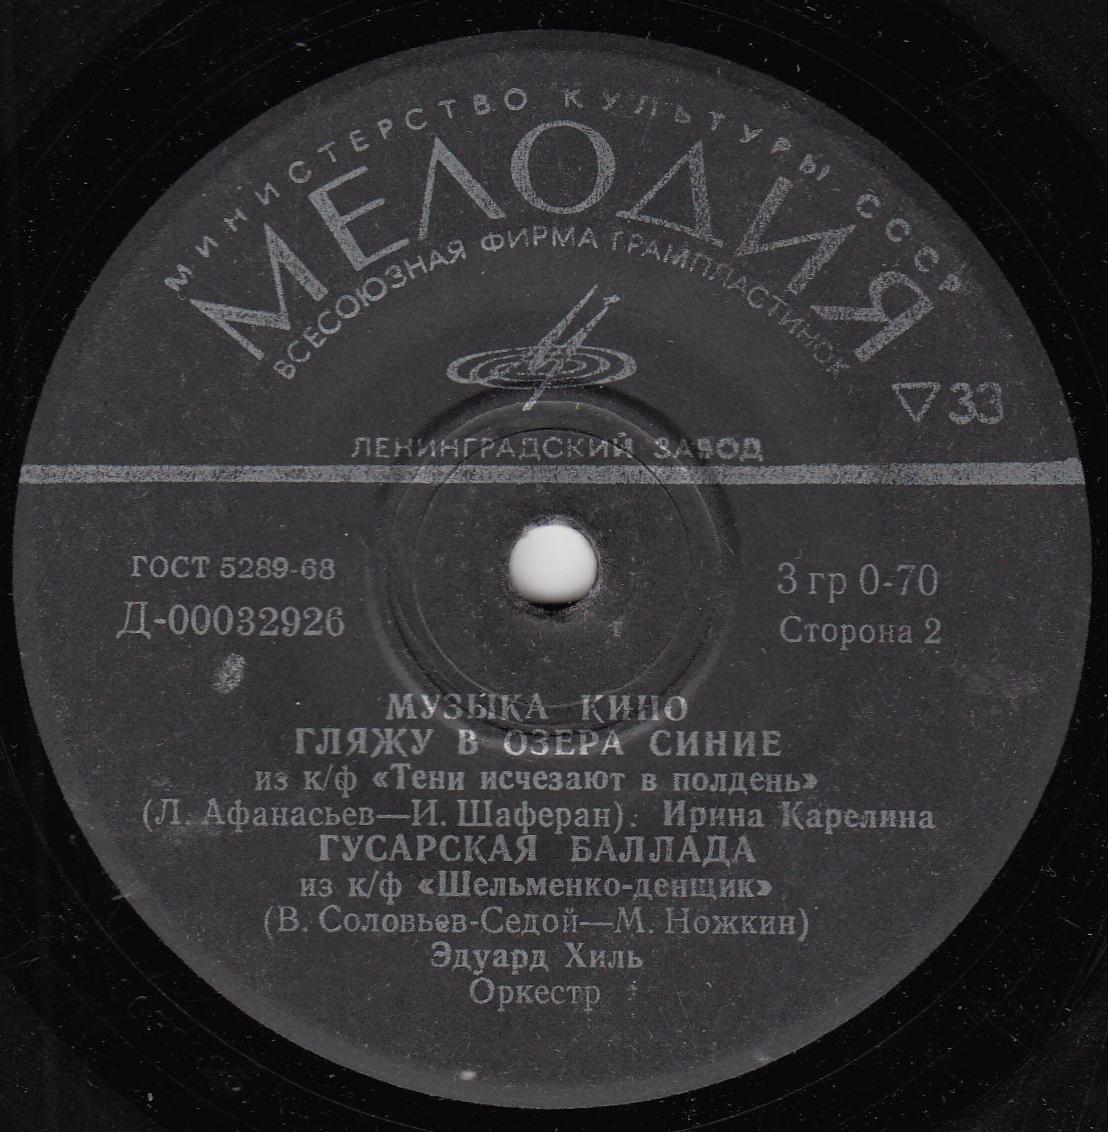 МИНИСТЕРСТВО КУЛЬТУРЫ СССР
МЕЛОДИЯ
ВСЕСОЮЗНАЯ ФИРМА ГРАМПЛАСТИНОК
33
ЛЕНИНГРАДСКИЙ ЗАВОД
ГОСТ 5289-68
Д-00032926
3 гр 0-70
Сторона 2
МУЗЫКА КИНО
ГЛЯЖУ В ОЗЕРА СИНИЕ
из к/ф «Тени исчезают в полдень»
(Л. Афанасьев—И. Шаферан). Ирина Карелина
ГУСАРСКАЯ БАЛЛАДА
из к/ф «Шельменко-денщик»
(В. Соловьев-Седой—М. Ножкин)
Эдуард Хиль
Оркестр